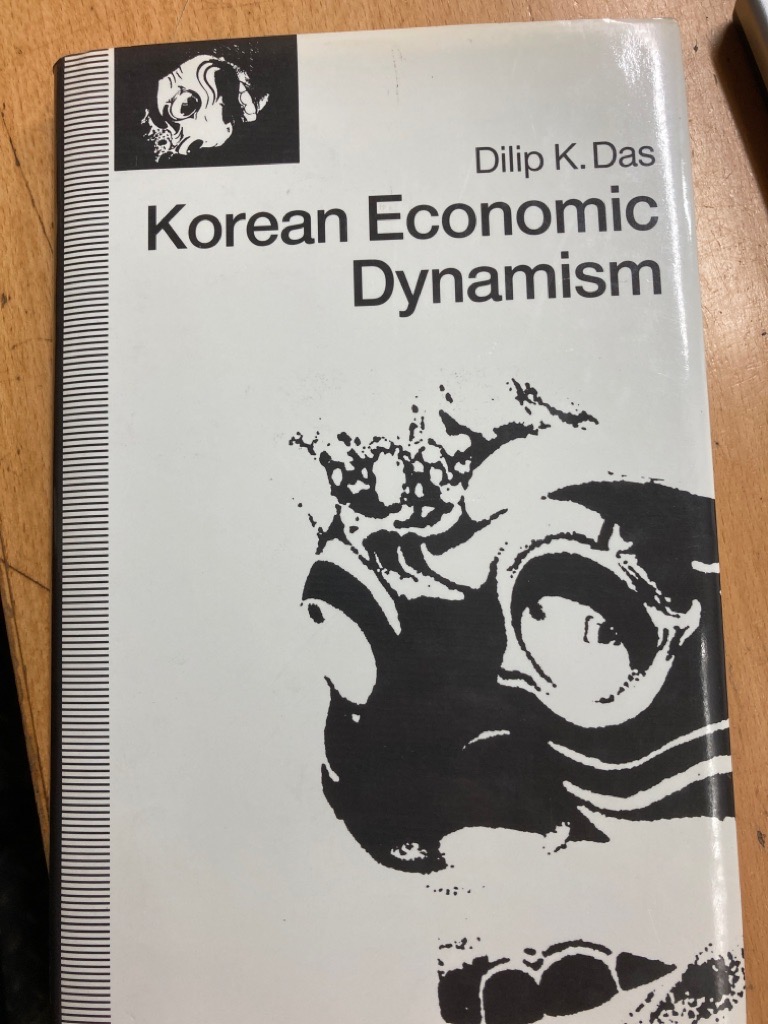 Dilip K. Das
Korean Economic
Dynamism